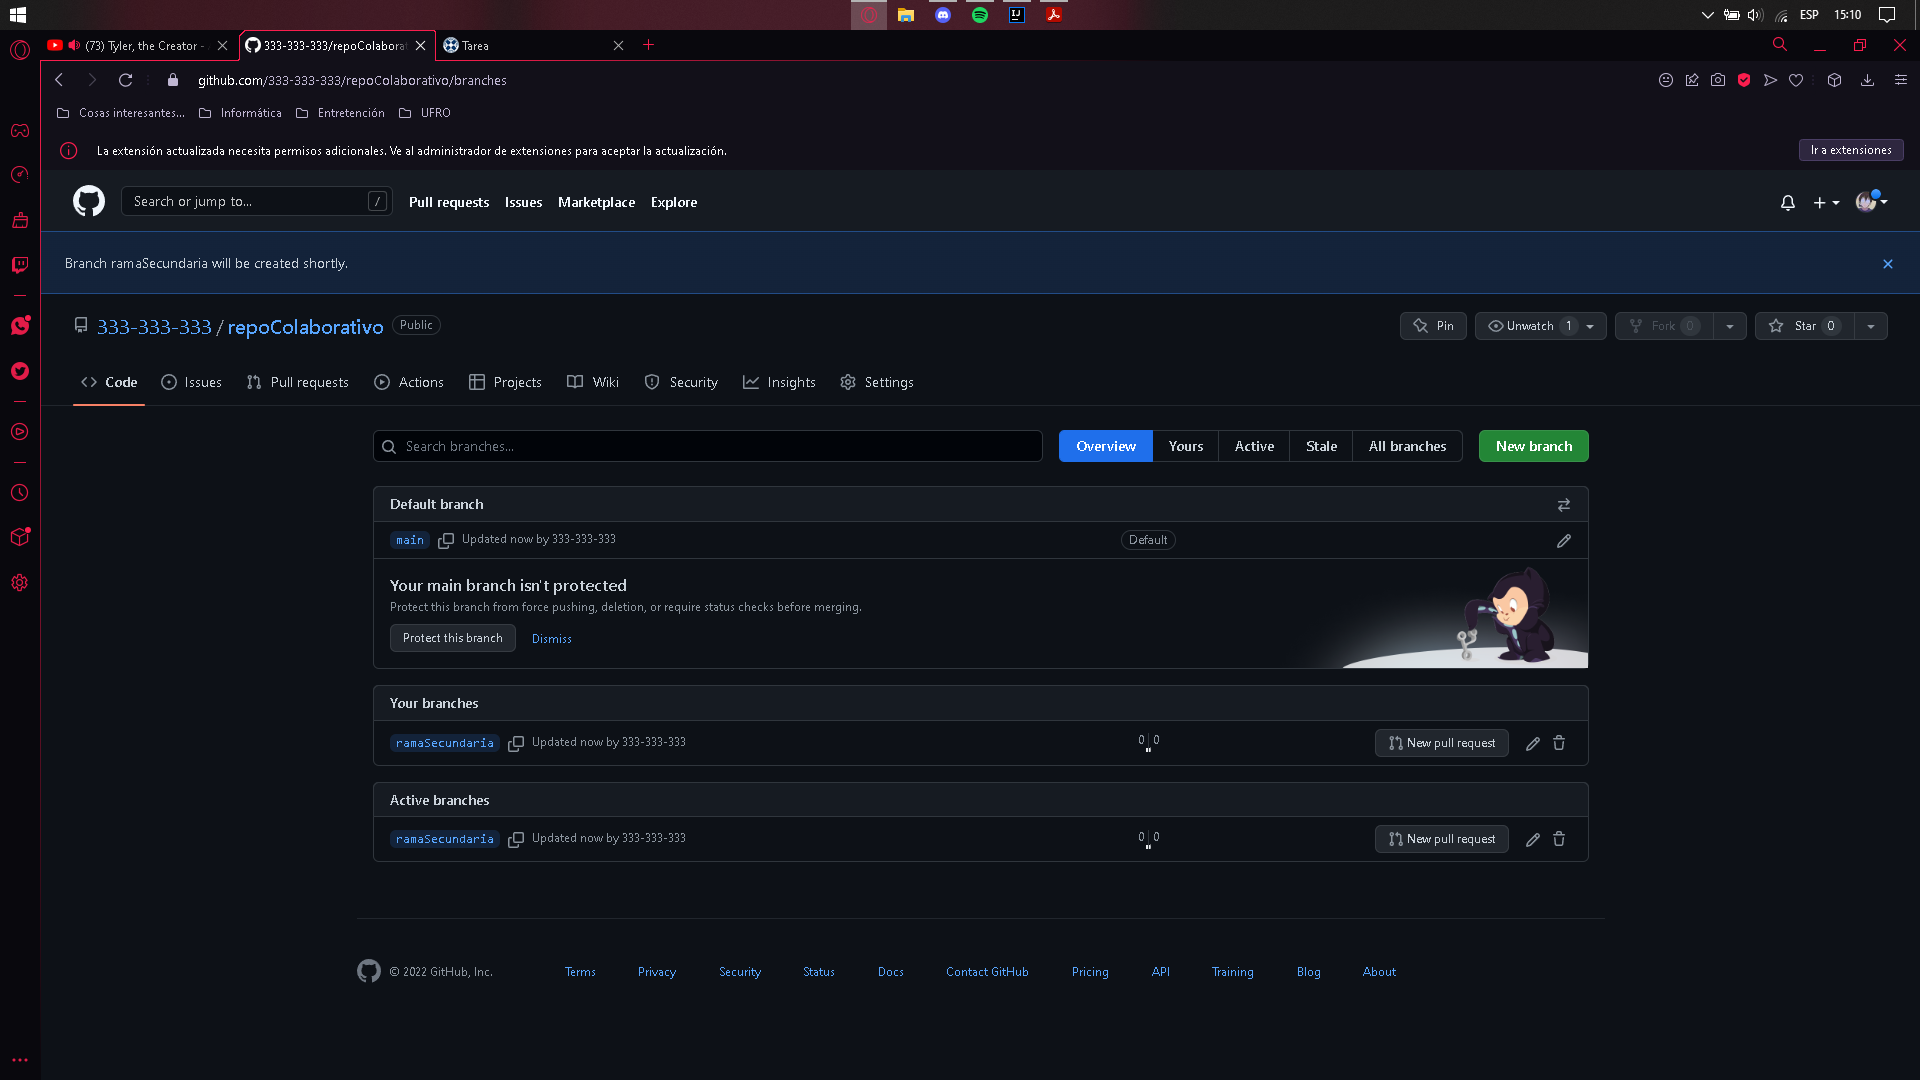 ESP 15:10
(73) Tyler, the Creator -
333-333-333/repoColabora
Tarea
github.com/333-333-333/repoColaborativo/branches
Cosas interesantes... Informática Entretención UFRO
La extensión actualizada necesita permisos adicionales. Ve al administrador de extensiones para aceptar la actualización.
Ir a extensiones
Search or jump to... /
Pull requests Issues Marketplace Explore
Branch ramaSecundaria will be created shortly.
333-333-333 / repoColaborativo Public
Pin Unwatch 1 Fork 0 Star 0
Code Issues Pull requests Actions Projects Wiki Security Insights Settings
Search branches...
Overview Yours Active Stale All branches New branch
Default branch
main Updated now by 333-333-333 Default
Your main branch isn't protected
Protect this branch from force pushing, deletion, or require status checks before merging.
Protect this branch Dismiss
Your branches
ramaSecundaria Updated now by 333-333-333 0 0 New pull request
Active branches
ramaSecundaria Updated now by 333-333-333 0 0 New pull request
© 2022 GitHub, Inc. Terms Privacy Security Status Docs Contact GitHub Pricing API Training Blog About